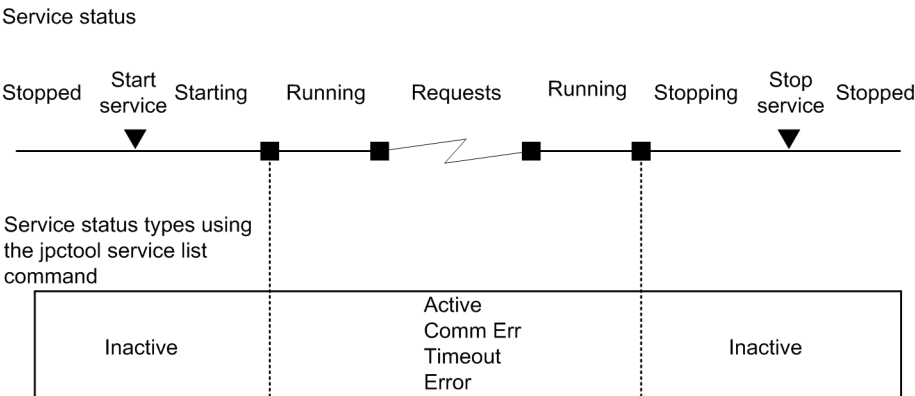 Service status
Stopped
Start
service
Starting
Running
Requests
Running
Stopping
Stop
service
Stopped
Service status types using
the jpctool service list
command
Inactive
Active
Comm Err
Timeout
Error
Inactive